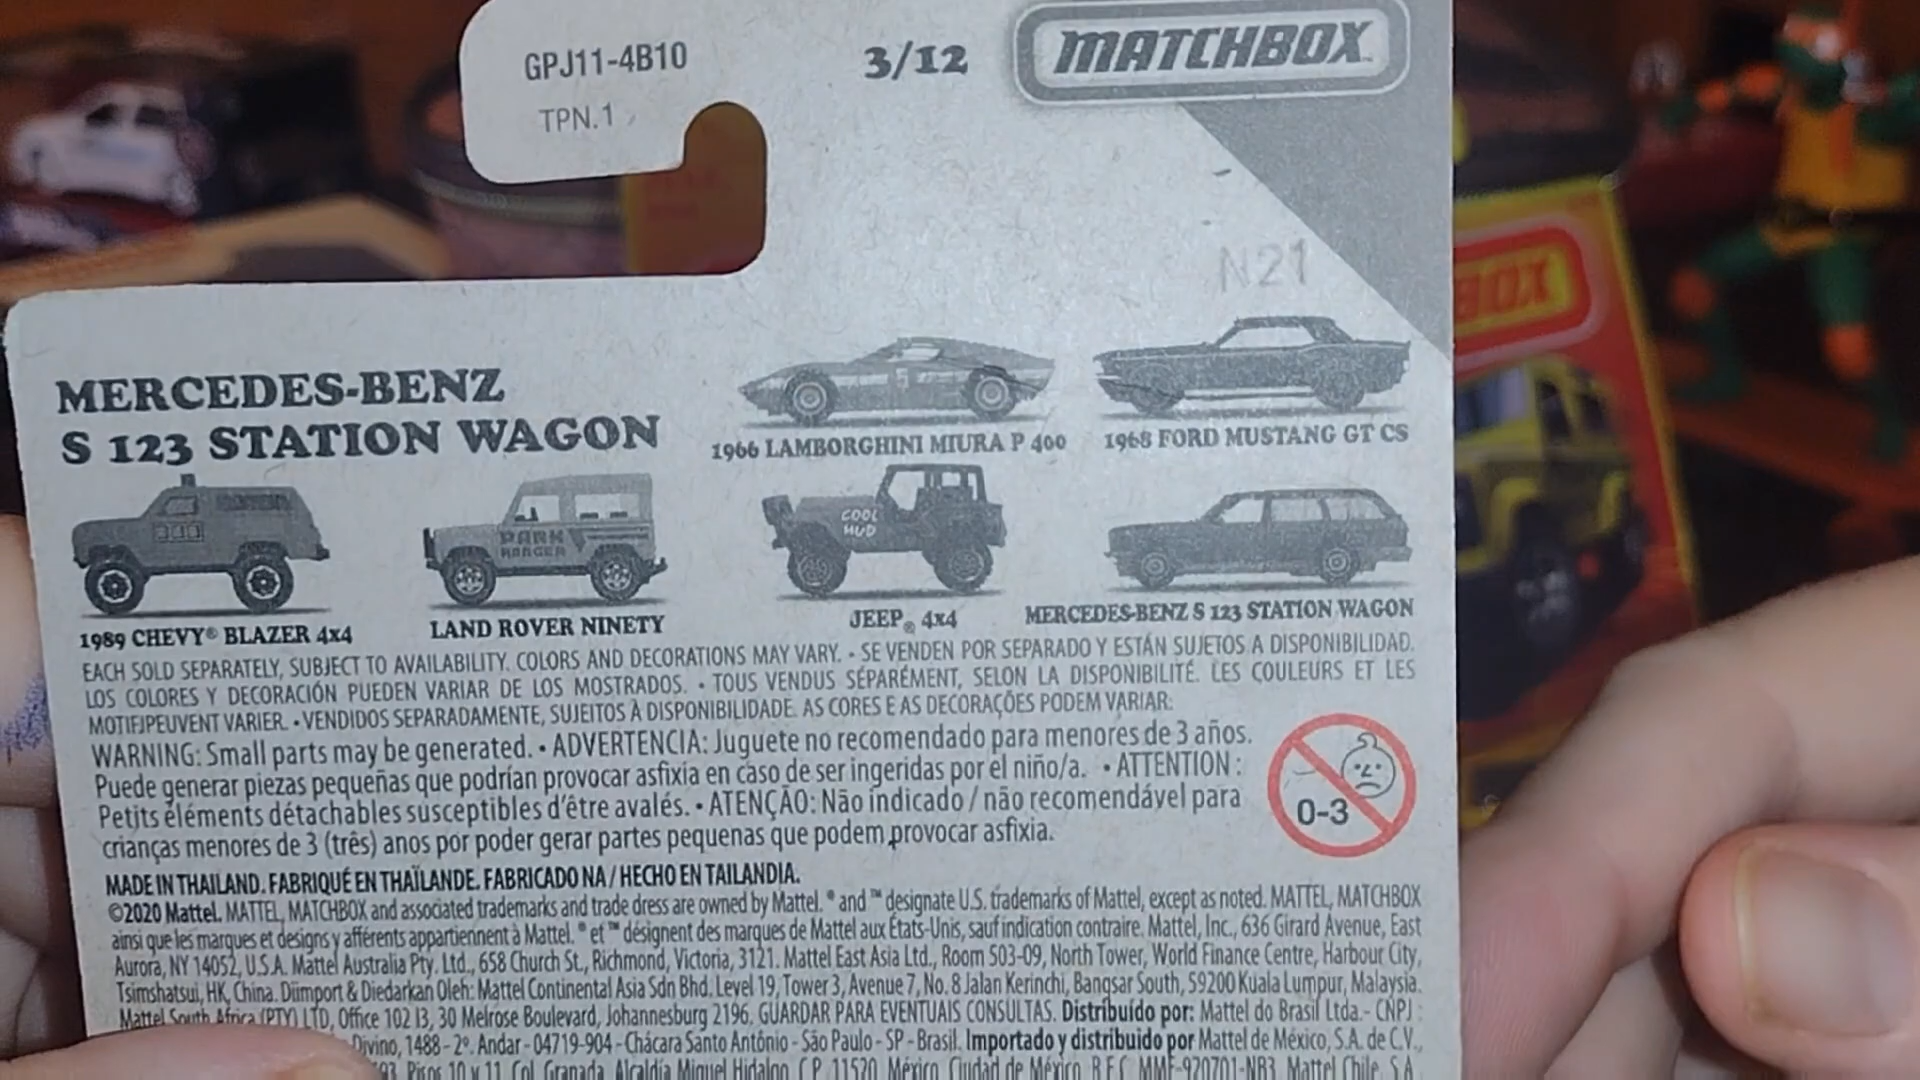 GPJ11-4B10
TPN.1
3/12
MATCHBOX
N21
BOX
MERCEDES-BENZ
S 123 STATION WAGON
1966 LAMBORGHINI MIURA P 400
1968 FORD MUSTANG GT CS
PARK
RANGER
COOL
MUD
1989 CHEVY® BLAZER 4x4
LAND ROVER NINETY
JEEP® 4x4
MERCEDES-BENZ S 123 STATION WAGON
EACH SOLD SEPARATELY, SUBJECT TO AVAILABILITY. COLORS AND DECORATIONS MAY VARY. • SE VENDEN POR SEPARADO Y ESTÁN SUJETOS A DISPONIBILIDAD.
LOS COLORES Y DECORACIÓN PUEDEN VARIAR DE LOS MOSTRADOS. • TOUS VENDUS SÉPARÉMENT, SELON LA DISPONIBILITÉ. LES COULEURS ET LES
MOTIFJPEUVENT VARIER. • VENDIDOS SEPARADAMENTE, SUJEITOS À DISPONIBILIDADE. AS CORES E AS DECORAÇÕES PODEM VARIAR.
WARNING: Small parts may be generated. • ADVERTENCIA: Juguete no recomendado para menores de 3 años.
Puede generar piezas pequeñas que podrían provocar asfixia en caso de ser ingeridas por el niño/a. • ATTENTION :
Petits éléments détachables susceptibles d'être avalés. • ATENÇÃO: Não indicado / não recomendável para
crianças menores de 3 (três) anos por poder gerar partes pequenas que podem provocar asfixia.
0-3
MADE IN THAILAND. FABRIQUÉ EN THAÏLANDE. FABRICADO NA / HECHO EN TAILANDIA.
©2020 Mattel. MATTEL, MATCHBOX and associated trademarks and trade dress are owned by Mattel. ® and ™ designate U.S. trademarks of Mattel, except as noted. MATTEL, MATCHBOX
ainsi que les marques et designs y afférents appartiennent à Mattel. ® et ™ désignent des marques de Mattel aux États-Unis, sauf indication contraire. Mattel, Inc., 636 Girard Avenue, East
Aurora, NY 14052, U.S.A. Mattel Australia Pty. Ltd., 658 Church St., Richmond, Victoria, 3121. Mattel East Asia Ltd., Room 503-09, North Tower, World Finance Centre, Harbour City,
Tsimshatsui, HK, China. Diimport & Diedarkan Oleh: Mattel Continental Asia Sdn Bhd. Level 19, Tower 3, Avenue 7, No. 8 Jalan Kerinchi, Bangsar South, 59200 Kuala Lumpur, Malaysia.
Mattel South Africa (PTY) LTD, Office 102 I3, 30 Melrose Boulevard, Johannesburg 2196. GUARDAR PARA EVENTUAIS CONSULTAS. Distribuído por: Mattel do Brasil Ltda.- CNPJ :
Divino, 1488 - 2º. Andar - 04719-904 - Chácara Santo Antônio - São Paulo - SP - Brasil. Importado y distribuido por Mattel de México, S.A. de C.V.,
93, Pisos 10 y 11, Col. Granada, Alcaldía Miguel Hidalgo, C.P. 11520, México, Ciudad de México. R.F.C. MME-920701-NB3. Mattel Chile, S.A.